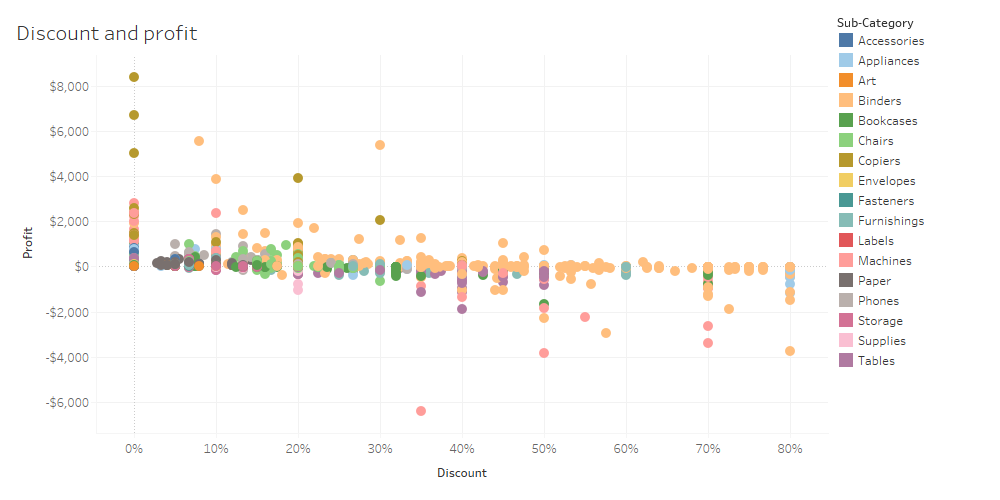 Discount and profit
$8,000
$6,000
$4,000
$2,000
$0
-$2,000
-$4,000
-$6,000
Profit
0% 10% 20% 30% 40% 50% 60% 70% 80%
Discount
Sub-Category
Accessories
Appliances
Art
Binders
Bookcases
Chairs
Copiers
Envelopes
Fasteners
Furnishings
Labels
Machines
Paper
Phones
Storage
Supplies
Tables